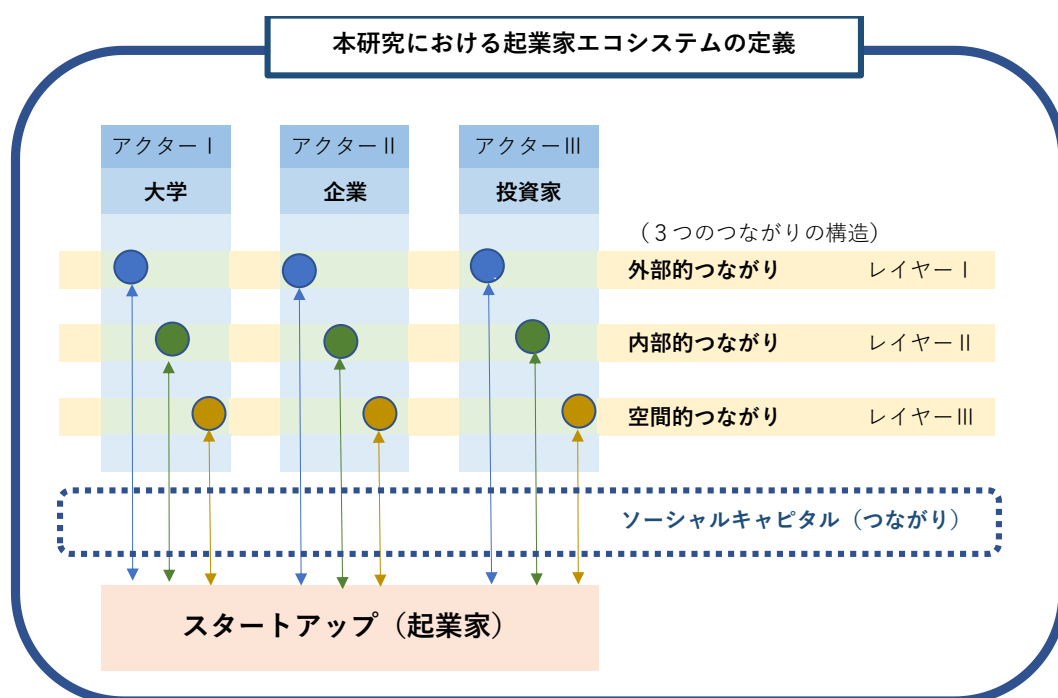 本研究における起業家エコシステムの定義
アクターⅠ アクターⅡ アクターⅢ
大学 企業 投資家
（３つのつながりの構造）
外部的つながり レイヤーⅠ
内部的つながり レイヤーⅡ
空間的つながり レイヤーⅢ
ソーシャルキャピタル（つながり）
スタートアップ（起業家）